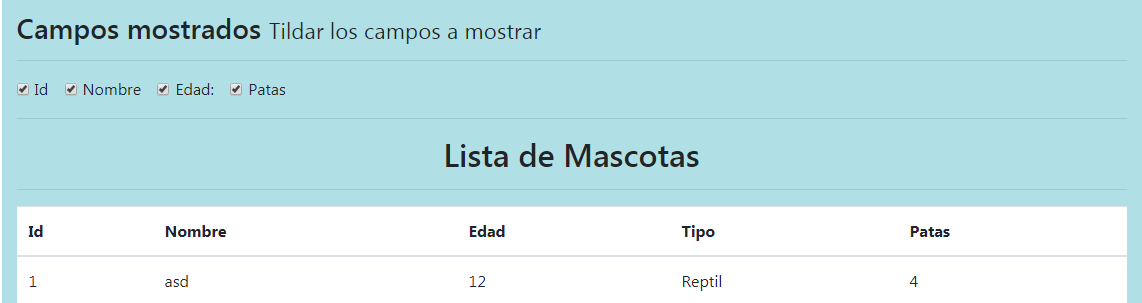 Campos mostrados Tildar los campos a mostrar
Id Nombre Edad: Patas
Lista de Mascotas
Id Nombre Edad Tipo Patas
1 asd 12 Reptil 4